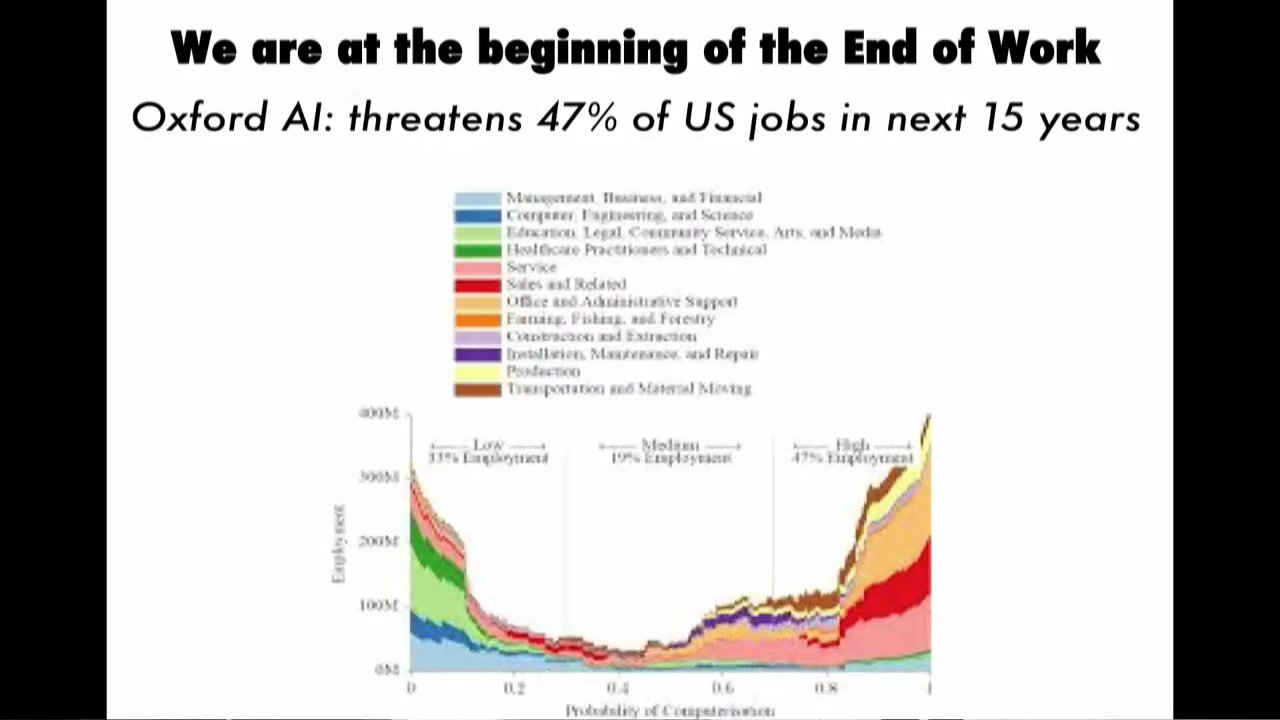 We are at the beginning of the End of Work
Oxford AI: threatens 47% of US jobs in next 15 years
Management, Business, and Financial
Computer, Engineering, and Science
Education, Legal, Community Service, Arts, and Media
Healthcare Practitioners and Technical
Service
Sales and Related
Office and Administrative Support
Farming, Fishing, and Forestry
Construction and Extraction
Installation, Maintenance, and Repair
Production
Transportation and Material Moving
400M
Low Medium High
33% Employment 19% Employment 47% Employment
300M
200M
100M
0M
Employment
0 0.2 0.4 0.6 0.8 1
Probability of Computerisation